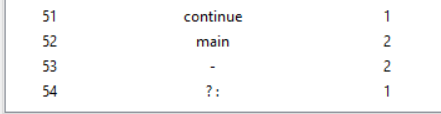 51 continue 1
52 main 2
53 - 2
54 ? : 1